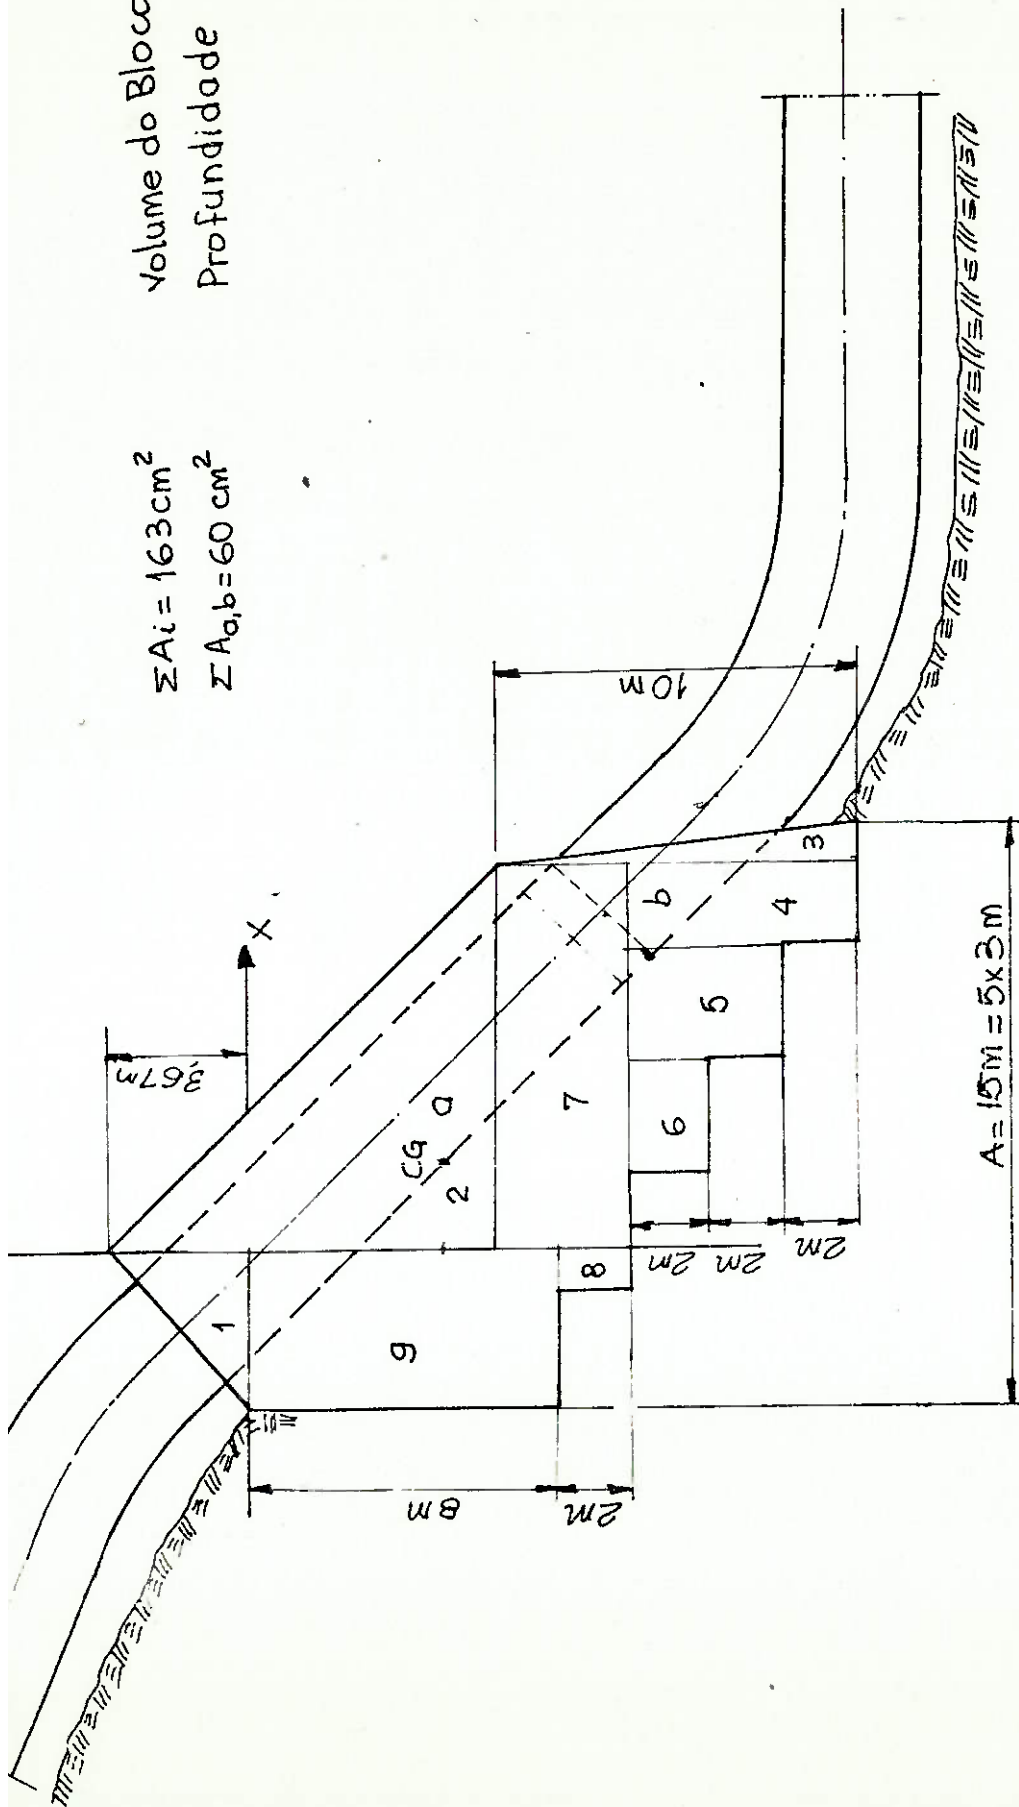 Volume do Bloco
Profundidade
ΣAi = 163cm²
ΣAa,b = 60 cm²
X
3,67m
10m
CG
a
b
1
2
3
4
5
6
7
8
9
8m
2m
2m
2m
2m
A = 15m = 5x3m